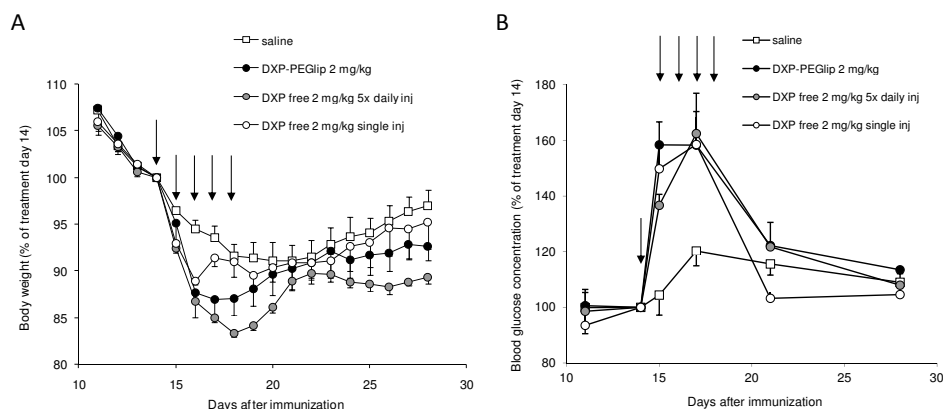 A
saline
DXP-PEGlip 2 mg/kg
DXP free 2 mg/kg 5x daily inj
DXP free 2 mg/kg single inj
Body weight (% of treatment day 14)
110
105
100
95
90
85
80
10
15
20
25
30
Days after immunization
B
saline
DXP-PEGlip 2 mg/kg
DXP free 2 mg/kg 5x daily inj
DXP free 2 mg/kg single inj
Blood glucose concentration (% of treatment day 14)
180
160
140
120
100
80
10
15
20
25
30
Days after immunization